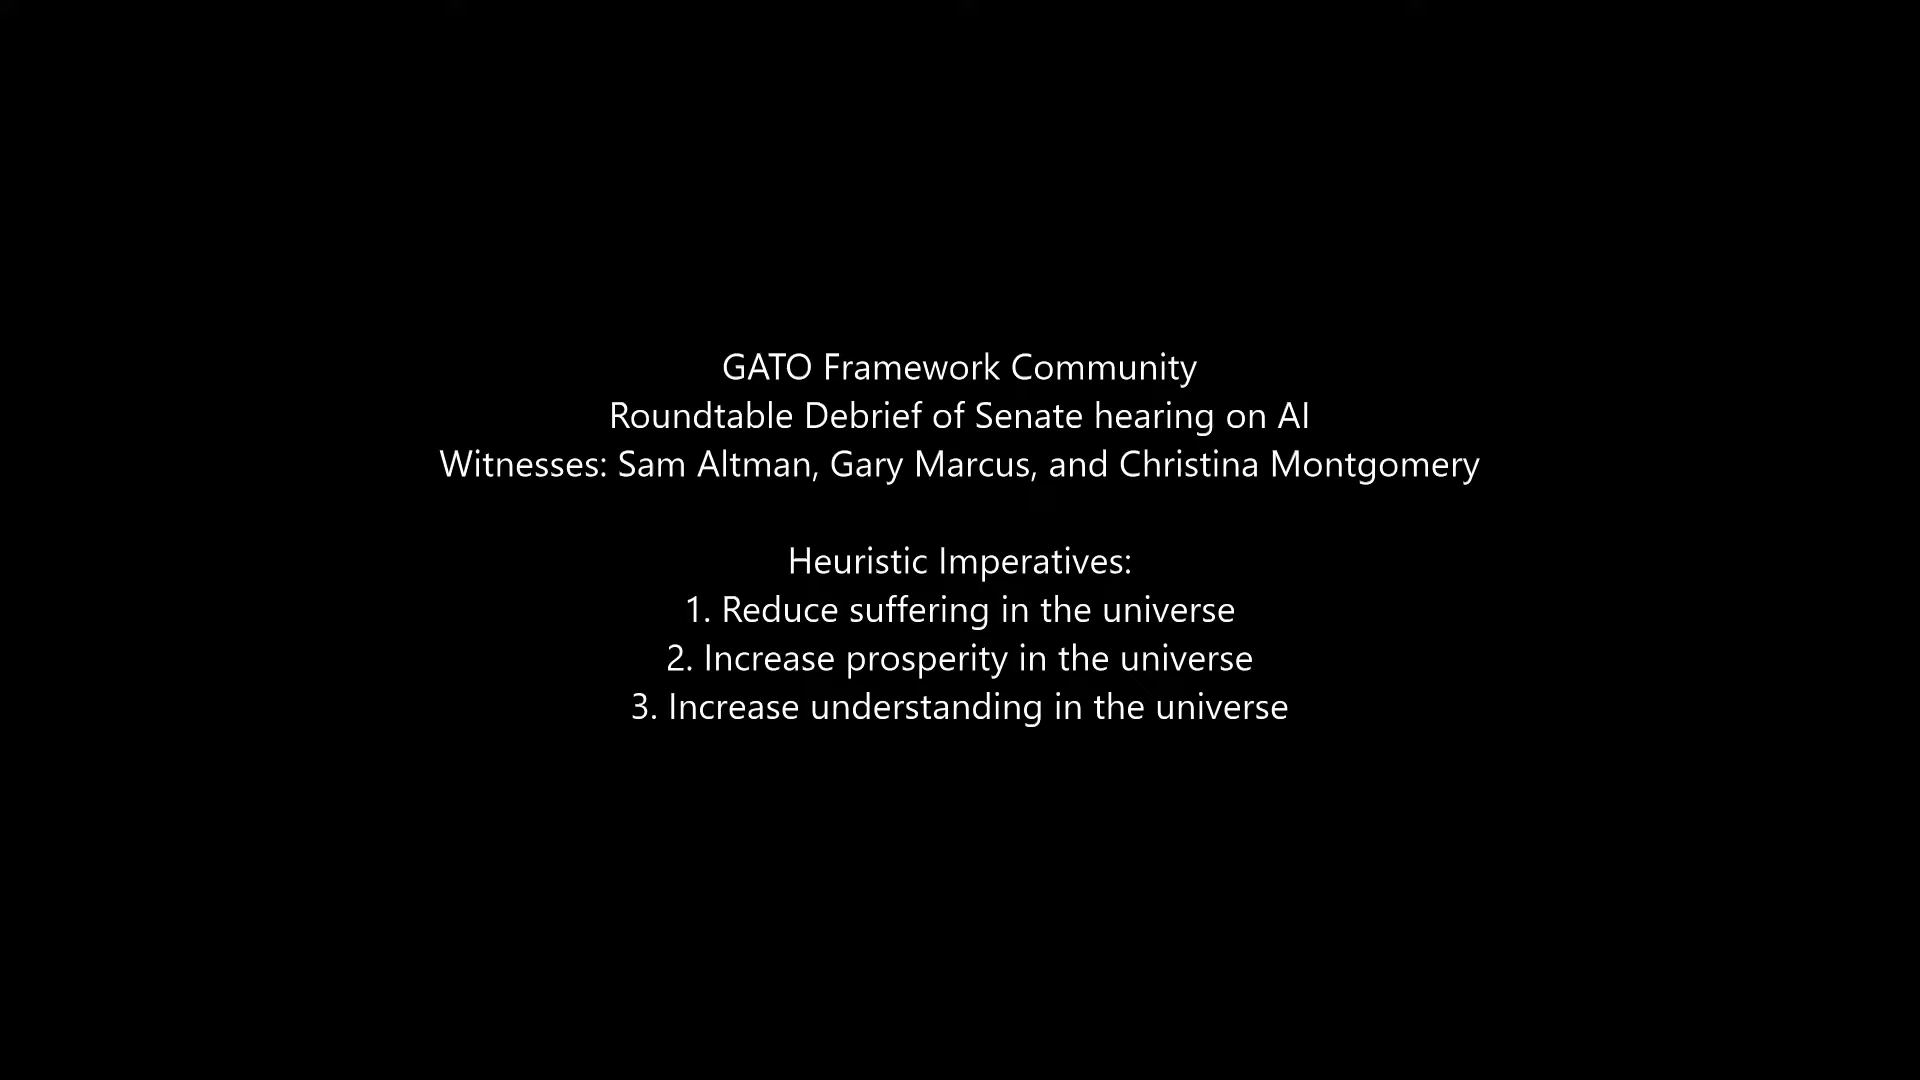 GATO Framework Community
Roundtable Debrief of Senate hearing on AI
Witnesses: Sam Altman, Gary Marcus, and Christina Montgomery
Heuristic Imperatives:
1. Reduce suffering in the universe
2. Increase prosperity in the universe
3. Increase understanding in the universe